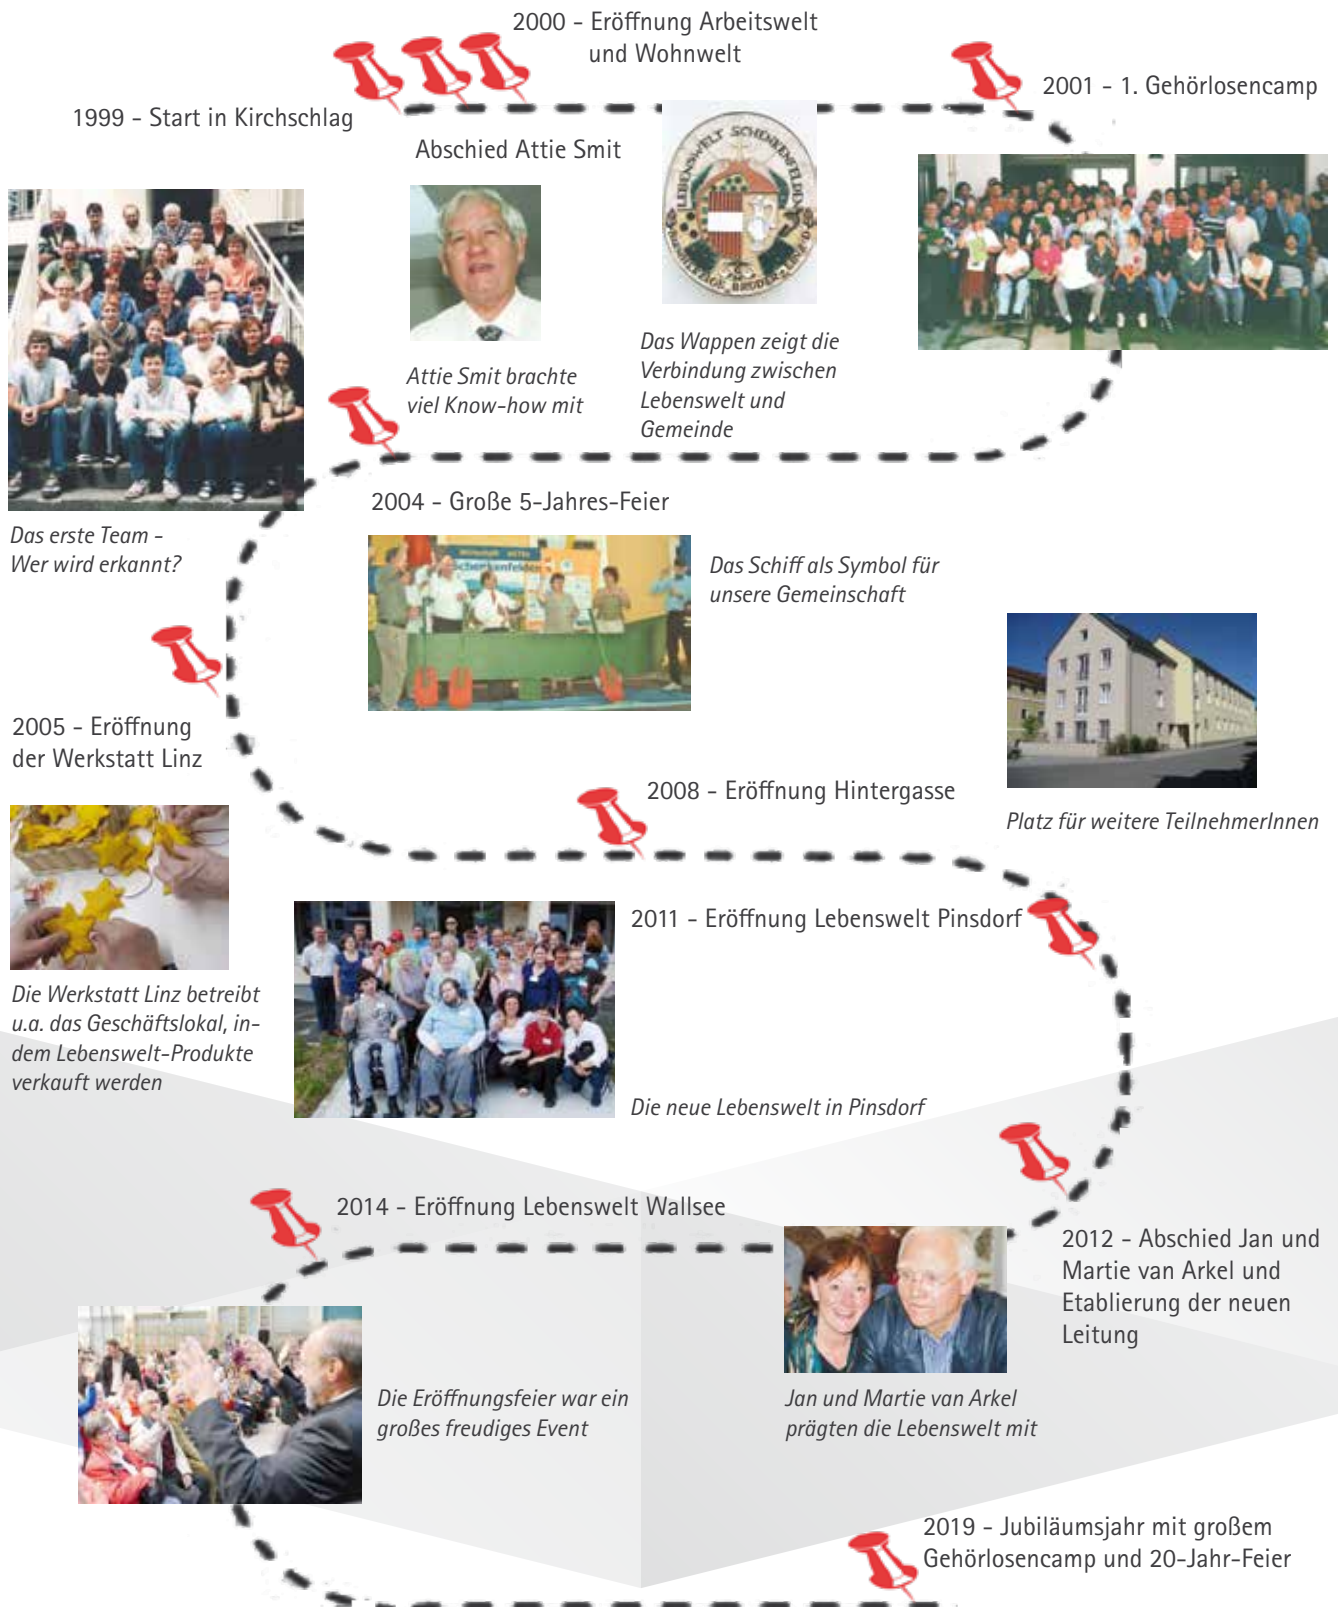 2000 - Eröffnung Arbeitswelt
und Wohnwelt
2001 - 1. Gehörlosencamp
1999 - Start in Kirchschlag
Abschied Attie Smit
LEBENSWELT SCHENKENFELDEN
BARMHERZIGE BRÜDER LINZ
Attie Smit brachte
viel Know-how mit
Das Wappen zeigt die
Verbindung zwischen
Lebenswelt und
Gemeinde
Das erste Team -
Wer wird erkannt?
2004 - Große 5-Jahres-Feier
Schenkenfelden
Das Schiff als Symbol für
unsere Gemeinschaft
2005 - Eröffnung
der Werkstatt Linz
2008 - Eröffnung Hintergasse
Platz für weitere TeilnehmerInnen
Die Werkstatt Linz betreibt
u.a. das Geschäftslokal, in-
dem Lebenswelt-Produkte
verkauft werden
2011 - Eröffnung Lebenswelt Pinsdorf
Die neue Lebenswelt in Pinsdorf
2012 - Abschied Jan und
Martie van Arkel und
Etablierung der neuen
Leitung
Jan und Martie van Arkel
prägten die Lebenswelt mit
2014 - Eröffnung Lebenswelt Wallsee
Die Eröffnungsfeier war ein
großes freudiges Event
2019 - Jubiläumsjahr mit großem
Gehörlosencamp und 20-Jahr-Feier